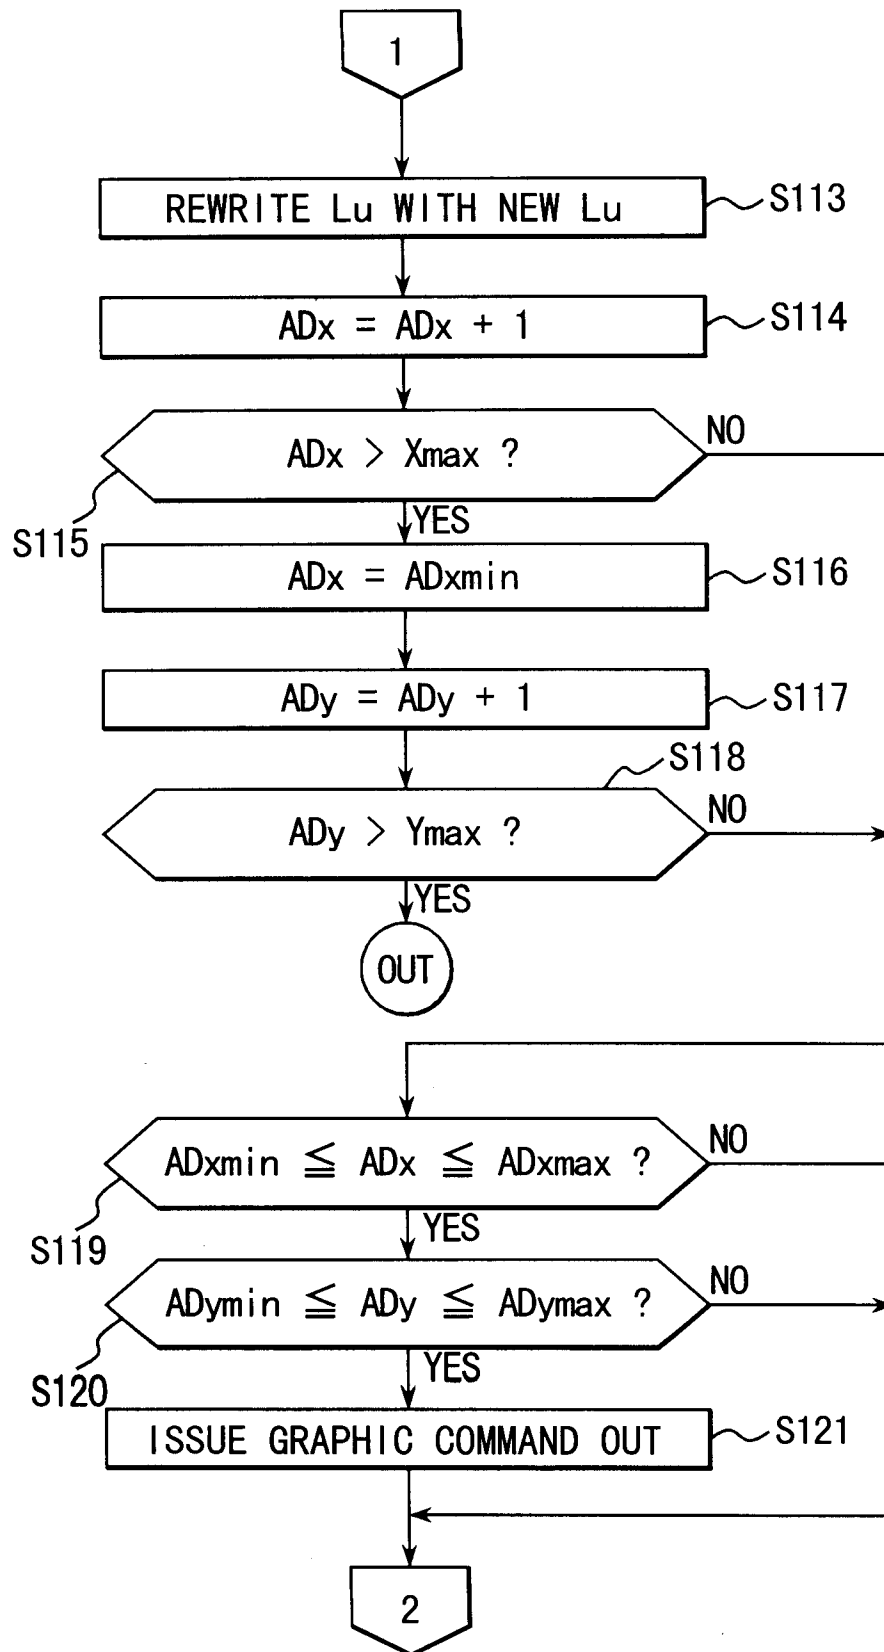 1
REWRITE Lu WITH NEW Lu
S113
ADx = ADx + 1
S114
ADx > Xmax ?
NO
S115
YES
ADx = ADxmin
S116
ADy = ADy + 1
S117
S118
ADy > Ymax ?
NO
YES
OUT
ADxmin ≦ ADx ≦ ADxmax ?
NO
S119
YES
ADymin ≦ ADy ≦ ADymax ?
NO
S120
YES
ISSUE GRAPHIC COMMAND OUT
S121
2